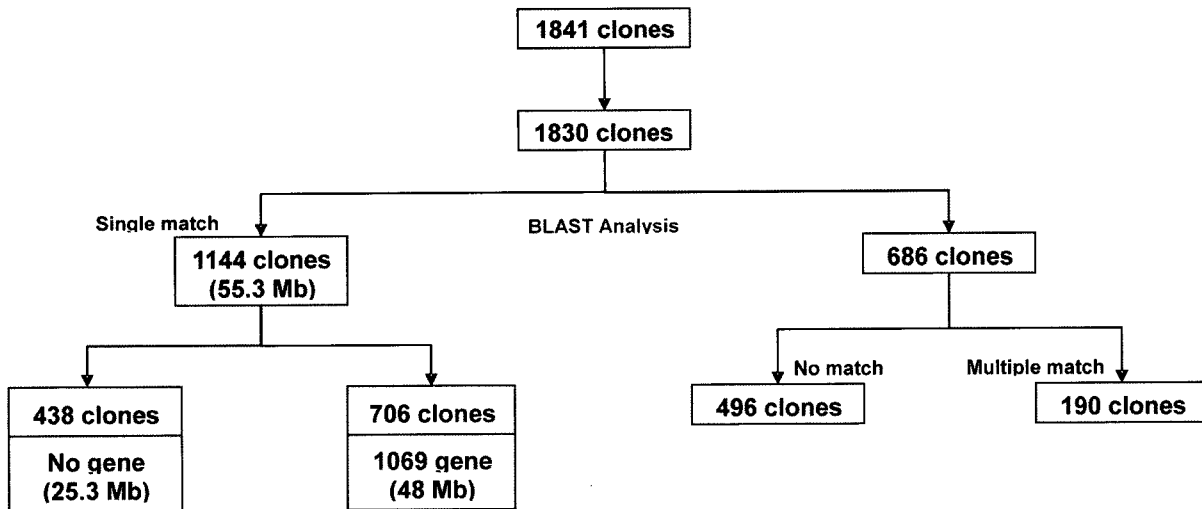 1841 clones
1830 clones
Single match
BLAST Analysis
1144 clones
(55.3 Mb)
686 clones
No match
Multiple match
438 clones
706 clones
496 clones
190 clones
No gene
(25.3 Mb)
1069 gene
(48 Mb)